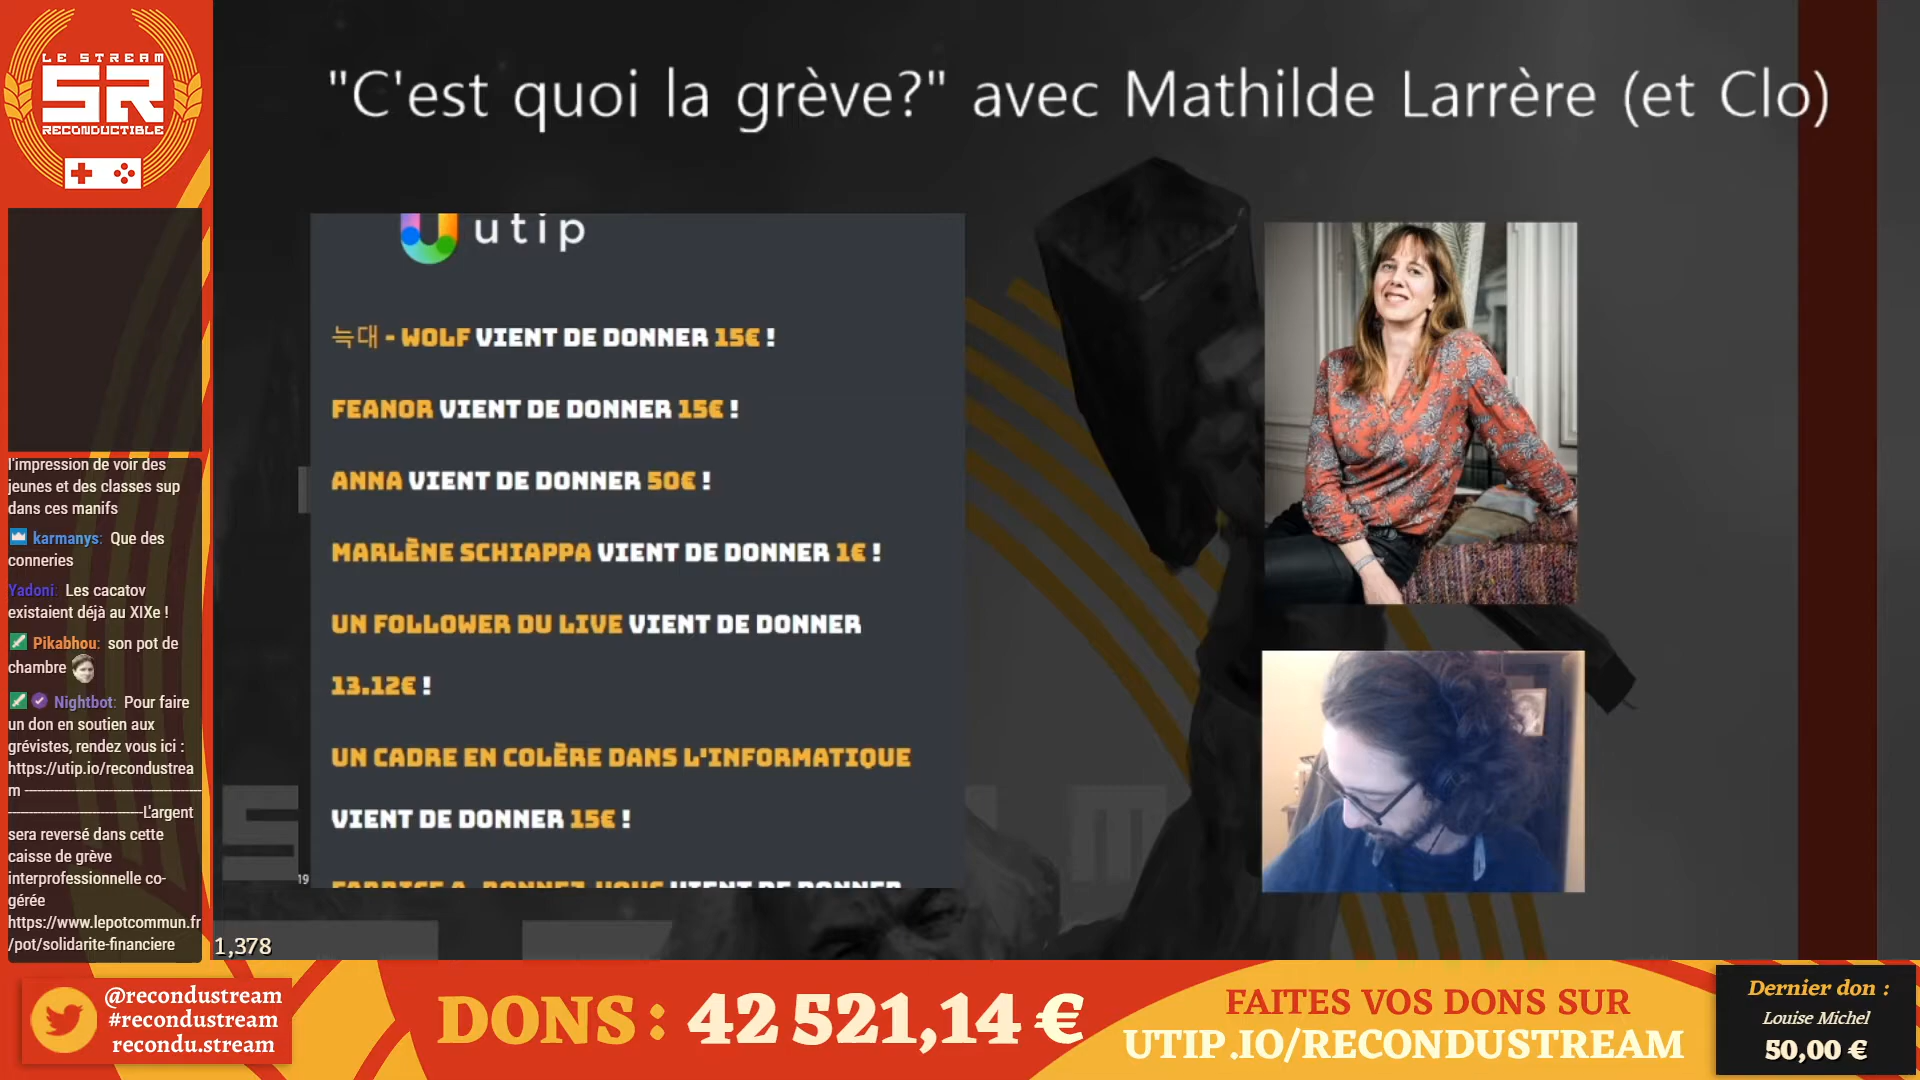 LE STREAM
SR
RECONDUCTIBLE
"C'est quoi la grève?" avec Mathilde Larrère (et Clo)
utip
늑대 - WOLF VIENT DE DONNER 15€ !
FEANOR VIENT DE DONNER 15€ !
ANNA VIENT DE DONNER 50€ !
MARLÈNE SCHIAPPA VIENT DE DONNER 1€ !
UN FOLLOWER DU LIVE VIENT DE DONNER
13.12€ !
UN CADRE EN COLÈRE DANS L'INFORMATIQUE
VIENT DE DONNER 15€ !
VIENT DE DONNER
19
l'impression de voir des
jeunes et des classes sup
dans ces manifs
karmanys: Que des
conneries
Yadoni: Les cacatov
existaient déjà au XIXe !
Pikabhou: son pot de
chambre
Nightbot: Pour faire
un don en soutien aux
grévistes, rendez vous ici :
https://utip.io/recondustrea
m ----------------------------------------
------------------------------L'argent
sera reversé dans cette
caisse de grève
interprofessionnelle co-
gérée
https://www.lepotcommun.fr
/pot/solidarite-financiere
1,378
@recondustream
#recondustream
recondu.stream
DONS : 42 521,14 €
FAITES VOS DONS SUR
UTIP.IO/RECONDUSTREAM
Dernier don :
Louise Michel
50,00 €